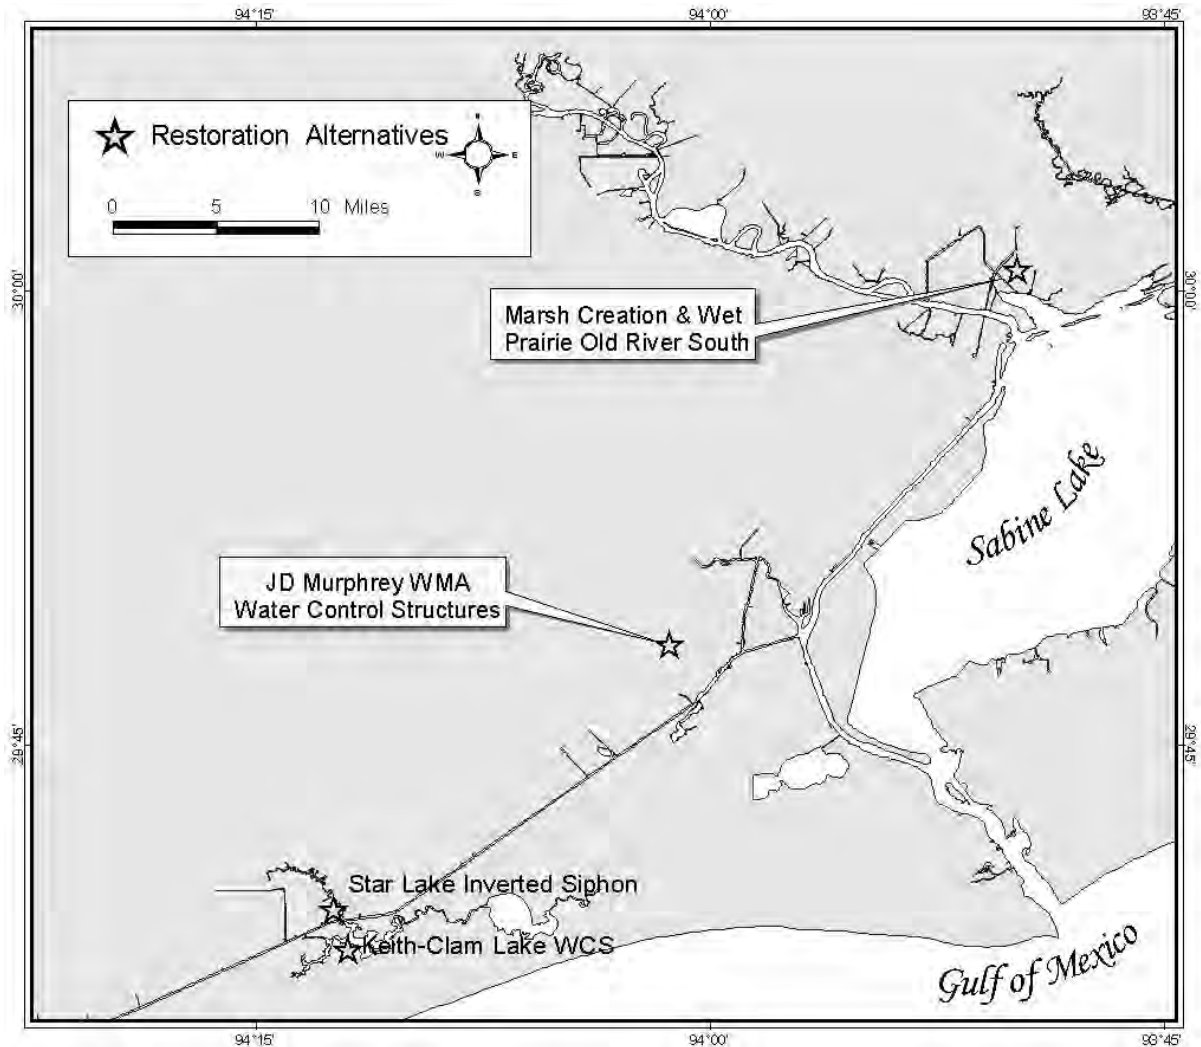 94°15' 94°00' 93°45'
Restoration Alternatives
N
W E
S
0 5 10 Miles
30°00' 30°00'
Marsh Creation & Wet
Prairie Old River South
Sabine Lake
JD Murphrey WMA
Water Control Structures
29°45' 29°45'
Star Lake Inverted Siphon
Keith-Clam Lake WCS
Gulf of Mexico
94°15' 94°00' 93°45'